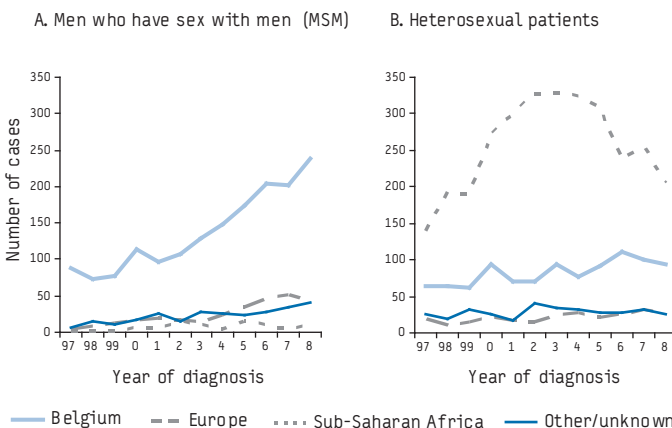 A. Men who have sex with men (MSM)
B. Heterosexual patients
Number of cases
350
300
250
200
150
100
50
0
97 98 99 0 1 2 3 4 5 6 7 8
Year of diagnosis
350
300
250
200
150
100
50
0
97 98 99 0 1 2 3 4 5 6 7 8
Year of diagnosis
Belgium Europe Sub-Saharan Africa Other/unknown